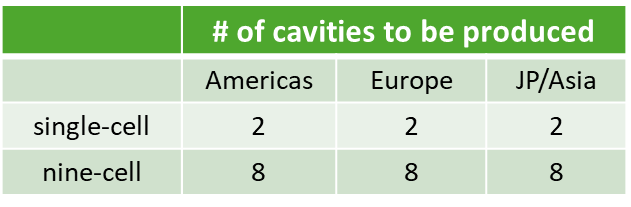 # of cavities to be produced
Americas Europe JP/Asia
single-cell 2 2 2
nine-cell 8 8 8